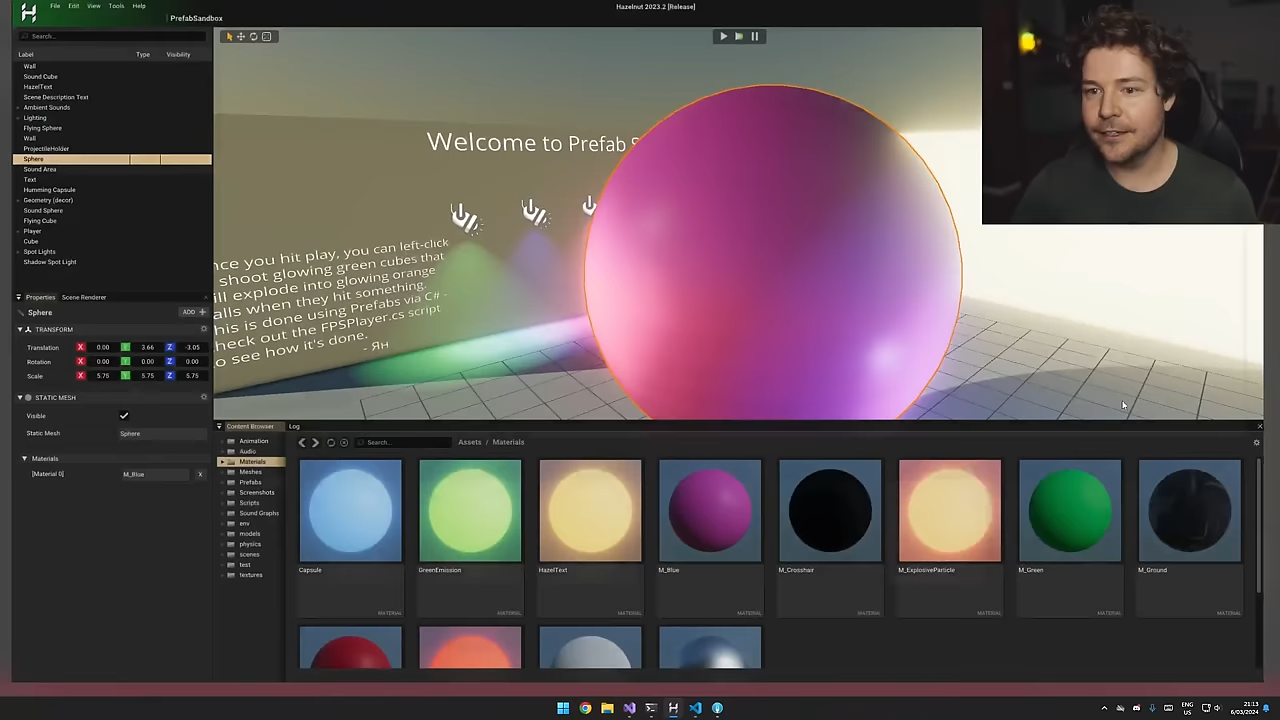 File Edit View Tools Help
Hazelnut 2023.2 [Release]
PrefabSandbox
Search...
Label Type Visibility
Wall
Sound Cube
HazelText
Scene Description Text
Ambient Sounds
Lighting
Flying Sphere
Wall
ProjectileHolder
Sphere
Sound Area
Text
Humming Capsule
Geometry (decor)
Sound Sphere
Flying Cube
Player
Cube
Spot Lights
Shadow Spot Light
Welcome to Prefab S
nce you hit play, you can left-click
shoot glowing green cubes that
ill explode into glowing orange
alls when they hit something.
his is done using Prefabs via C# -
heck out the FPSPlayer.cs script
o see how it's done.
- ЯH
Properties Scene Renderer
Sphere ADD
TRANSFORM
Translation X 0.00 Y 3.66 Z -3.05
Rotation X 0.00 Y 0.00 Z 0.00
Scale X 5.75 Y 5.75 Z 5.75
STATIC MESH
Visible
Static Mesh Sphere
Materials
[Material 0] M_Blue X
Content Browser Log
Search... Assets / Materials
Animation
Audio
Materials
Meshes
Prefabs
Screenshots
Scripts
Sound Graphs
env
models
physics
scenes
test
textures
Capsule GreenEmission HazelText M_Blue M_Crosshair M_ExplosiveParticle M_Green M_Ground
MATERIAL MATERIAL MATERIAL MATERIAL MATERIAL MATERIAL MATERIAL MATERIAL
ENG 21:13
US 6/03/2024